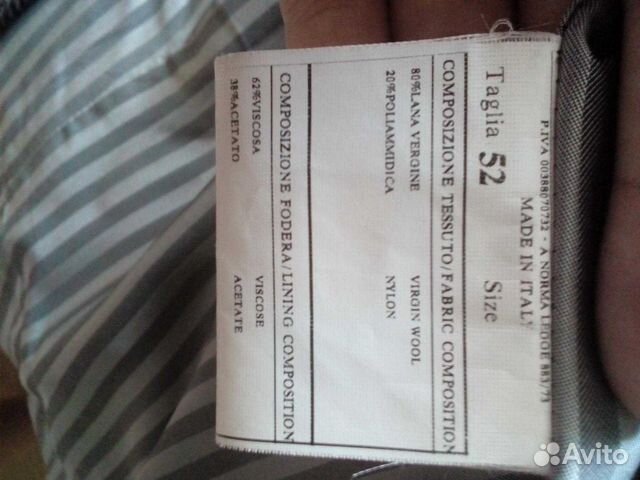 P.IVA 00388070732 - A NORMA LEGGE 883/73
MADE IN ITALY
Taglia 52 Size
COMPOSIZIONE TESSUTO/FABRIC COMPOSITION
80%LANA VERGINE VIRGIN WOOL
20%POLIAMMIDICA NYLON
COMPOSIZIONE FODERA/LINING COMPOSITION
62%VISCOSA VISCOSE
38%ACETATO ACETATE
Avito